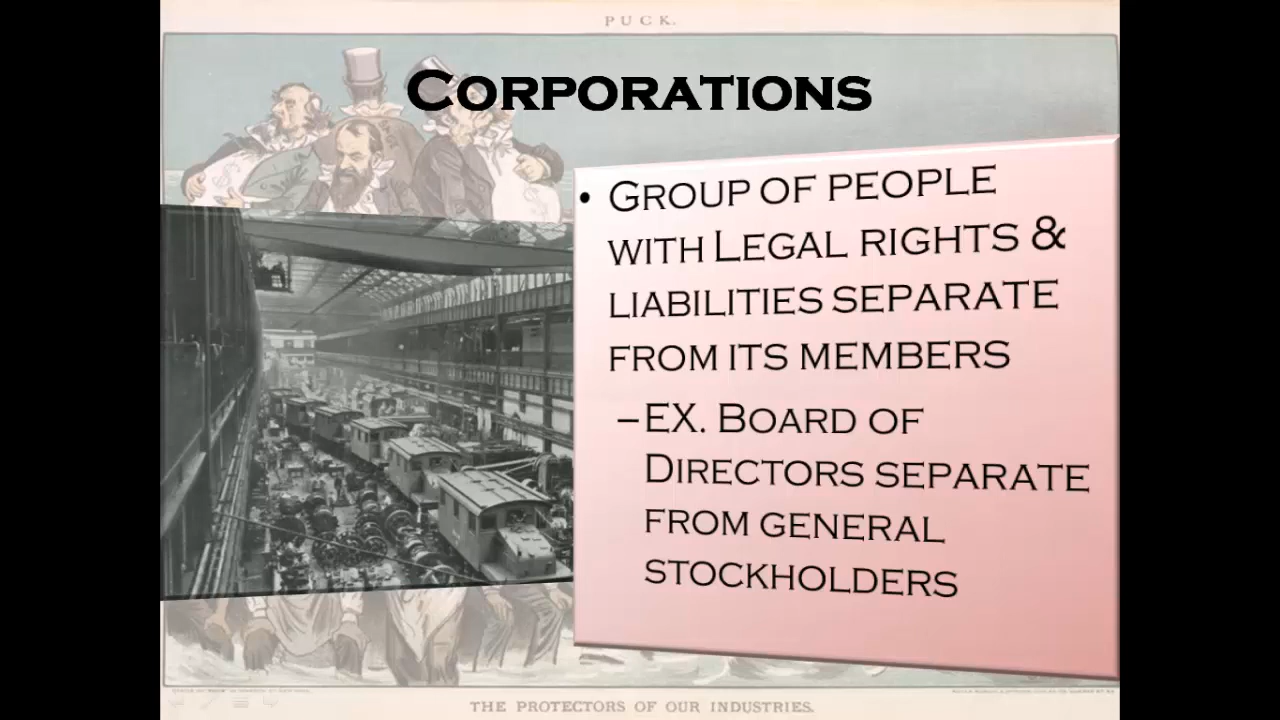 PUCK.
CORPORATIONS
• GROUP OF PEOPLE
WITH LEGAL RIGHTS &
LIABILITIES SEPARATE
FROM ITS MEMBERS
–EX. BOARD OF
DIRECTORS SEPARATE
FROM GENERAL
STOCKHOLDERS
THE PROTECTORS OF OUR INDUSTRIES.